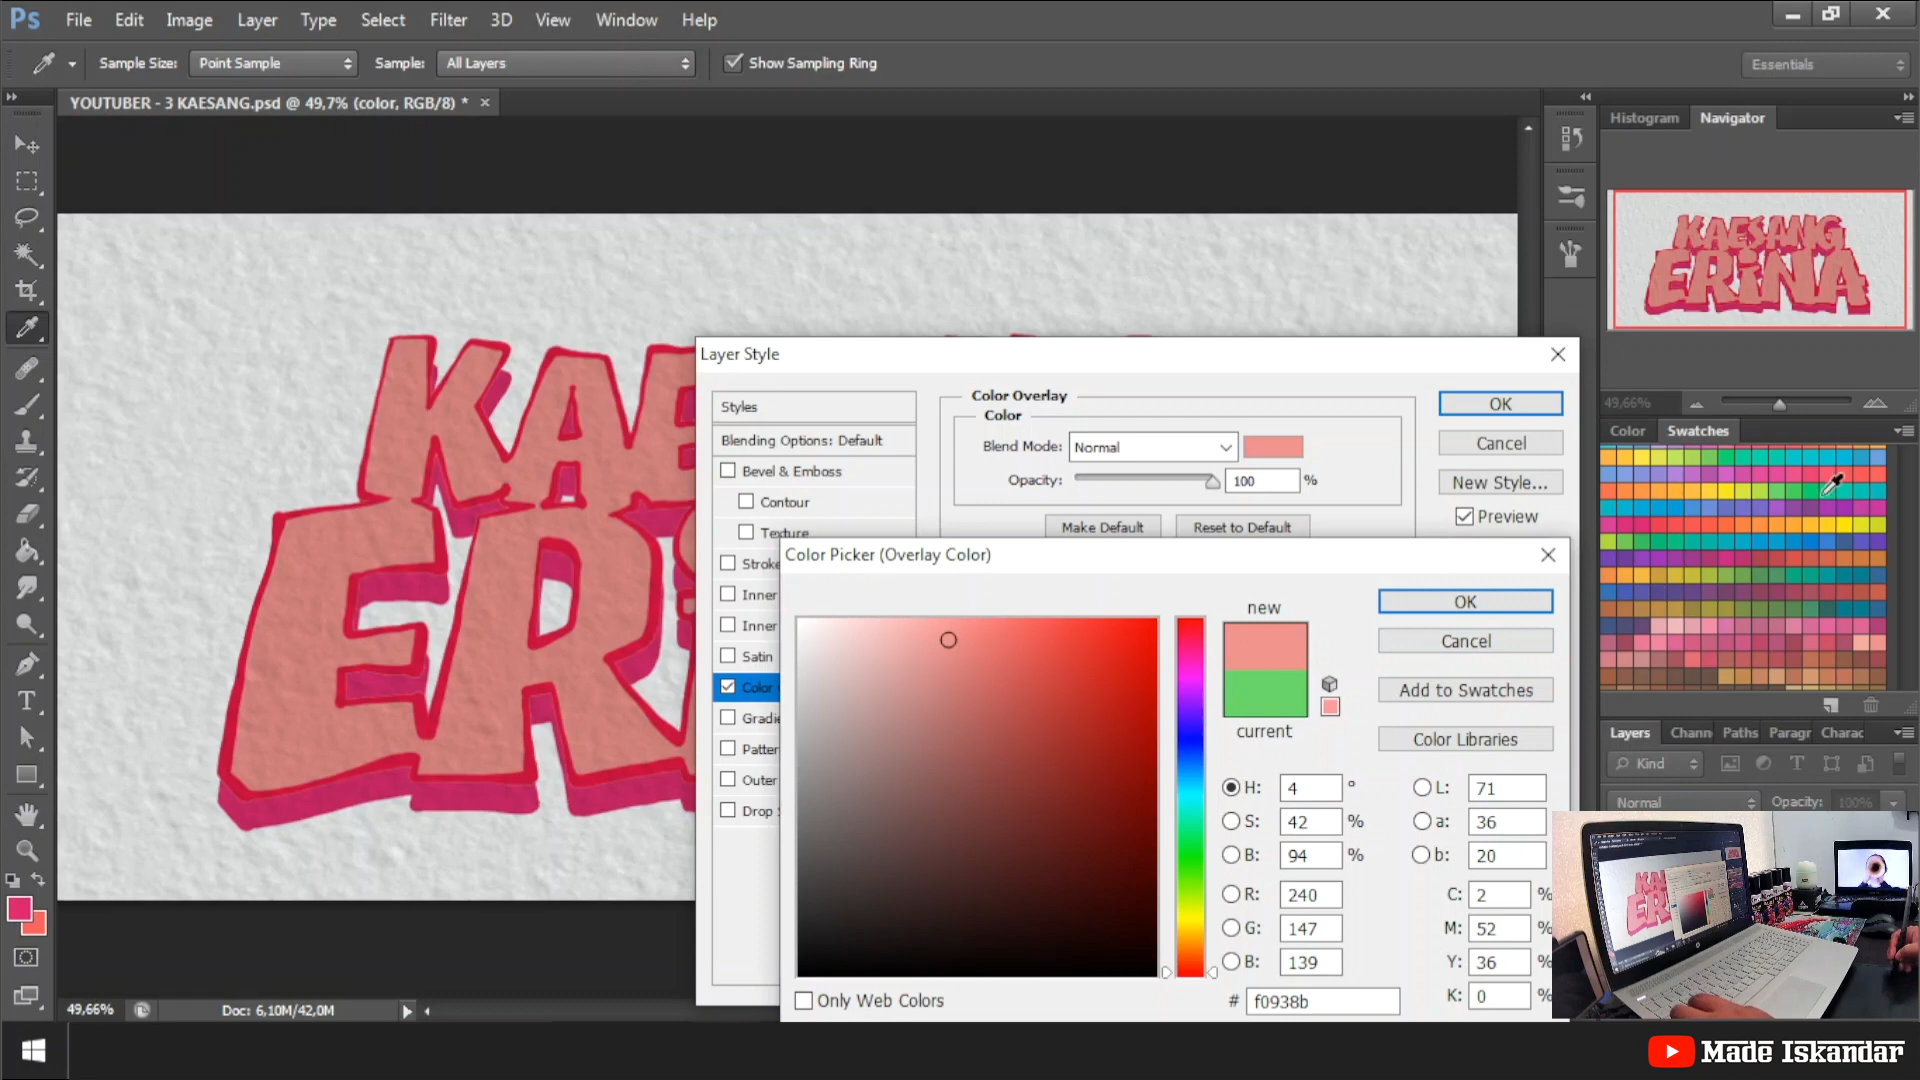 Ps File Edit Image Layer Type Select Filter 3D View Window Help
Sample Size: Point Sample Sample: All Layers Show Sampling Ring Essentials
YOUTUBER - 3 KAESANG.psd @ 49,7% (color, RGB/8) *
Histogram Navigator
KAESANG
ERINA
49,66%
Color Swatches
KAE
ER
Layer Style
Styles
Blending Options: Default
Bevel & Emboss
Contour
Texture
Stroke
Inner
Inner
Satin
Color
Gradie
Patter
Outer
Drop
Color Overlay
Color
Blend Mode: Normal
Opacity: 100 %
Make Default Reset to Default
OK
Cancel
New Style...
Preview
Color Picker (Overlay Color)
new
current
OK
Cancel
Add to Swatches
Color Libraries
H: 4 °
S: 42 %
B: 94 %
R: 240
G: 147
B: 139
L: 71
a: 36
b: 20
C: 2 %
M: 52 %
Y: 36 %
K: 0 %
# f0938b
Only Web Colors
Layers Chann Paths Paragr Charac
Kind
Normal Opacity: 100%
49,66% Doc: 6,10M/42,0M
Made Iskandar